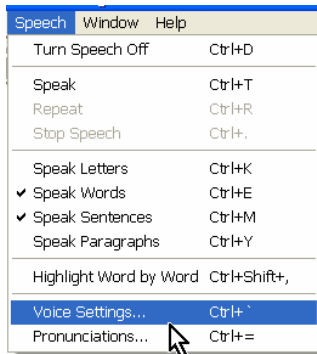 Speech Window Help
Turn Speech Off Ctrl+D
Speak Ctrl+T
Repeat Ctrl+R
Stop Speech Ctrl+.
Speak Letters Ctrl+K
✓ Speak Words Ctrl+E
✓ Speak Sentences Ctrl+M
Speak Paragraphs Ctrl+Y
Highlight Word by Word Ctrl+Shift+,
Voice Settings... Ctrl+`
Pronunciations... Ctrl+=